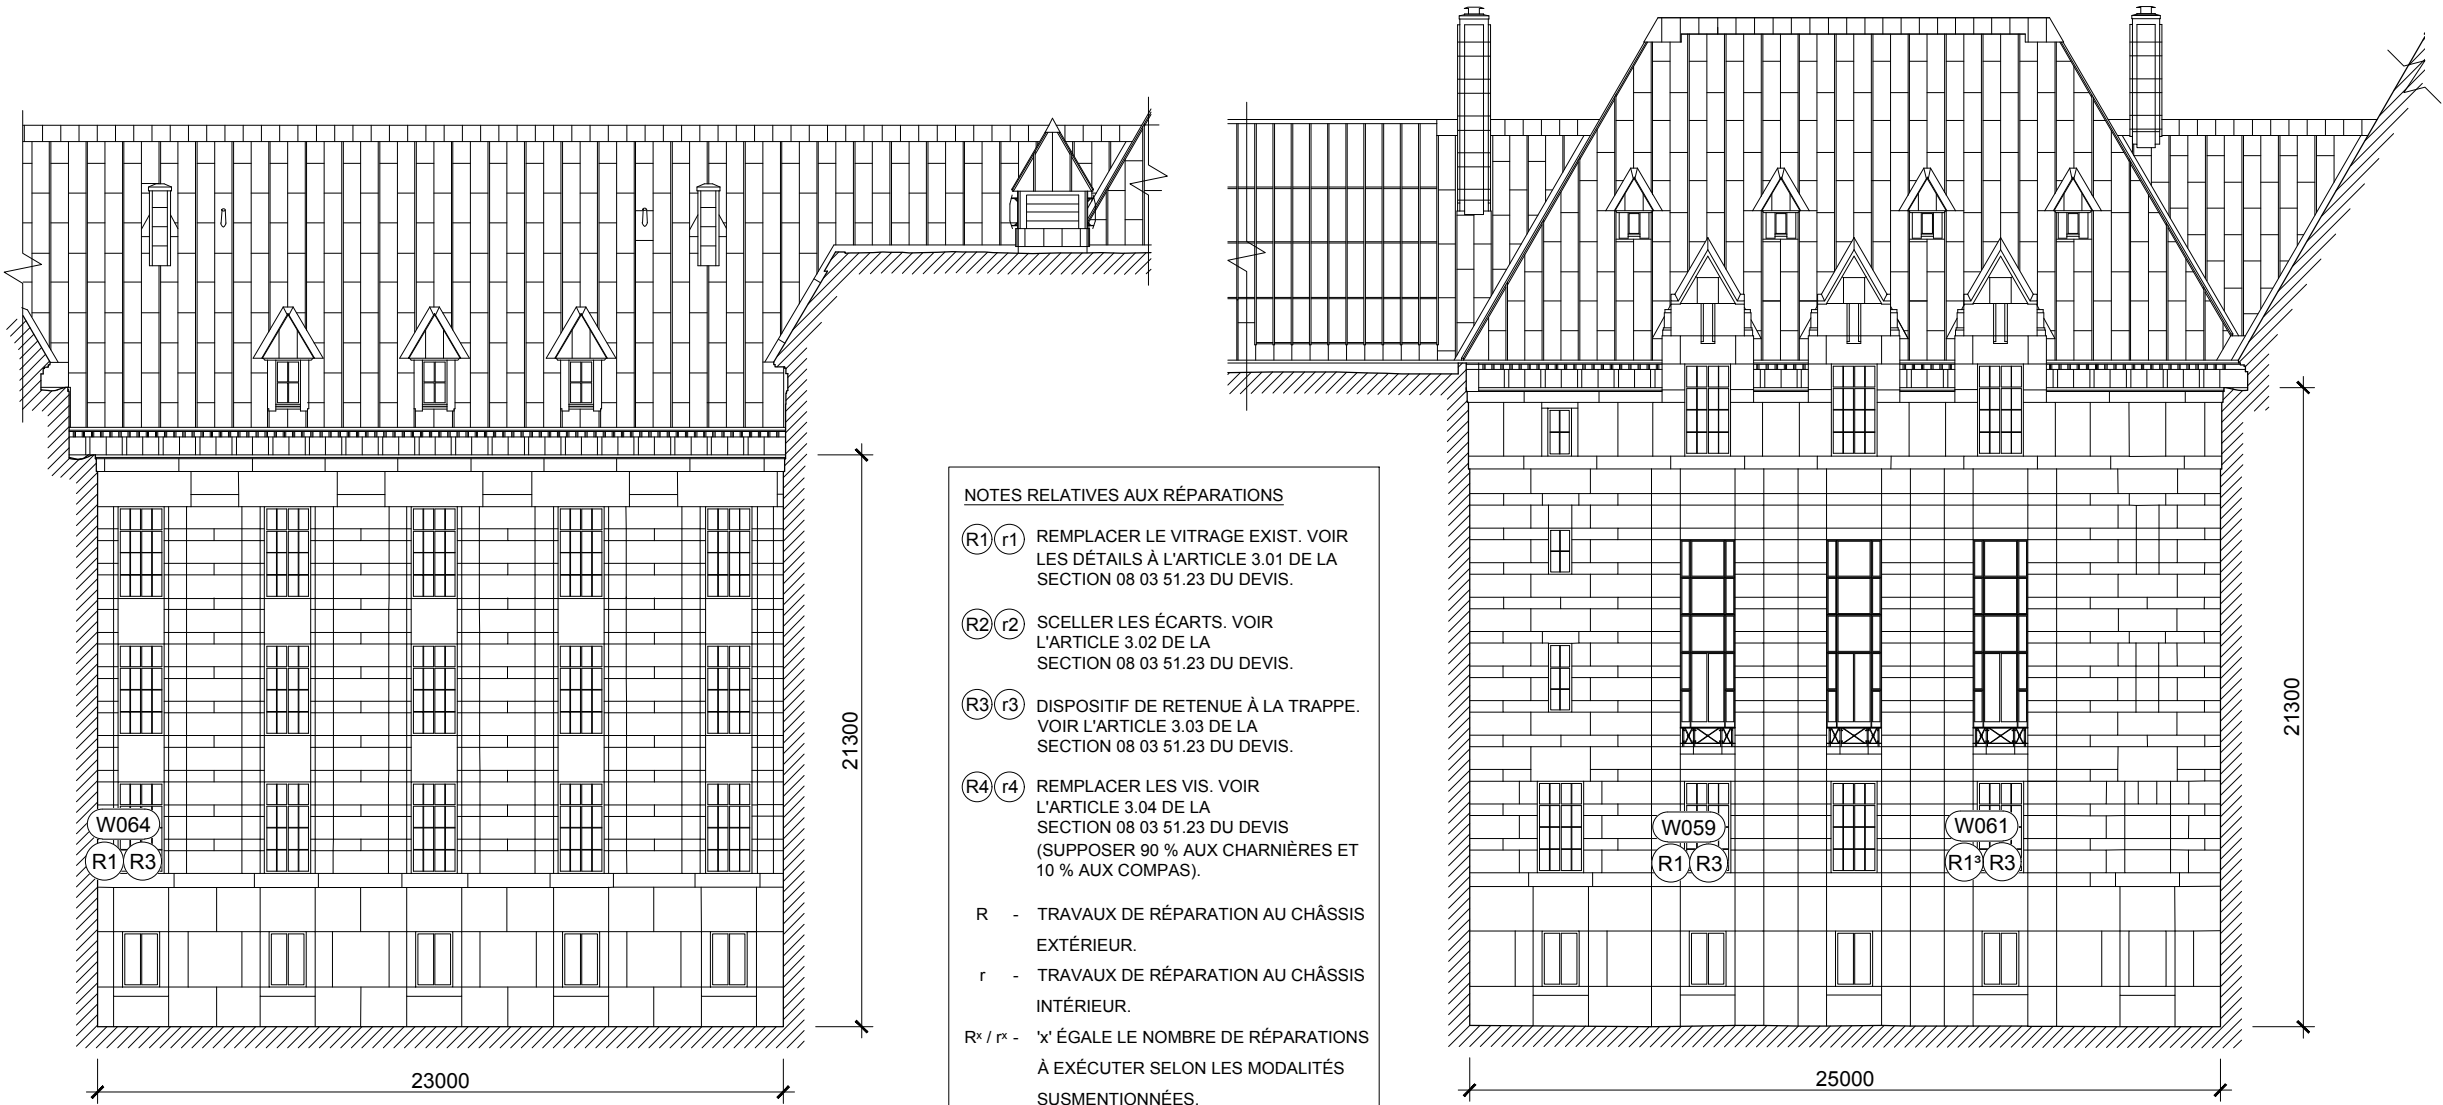 W064
R1 R3
21300
23000
NOTES RELATIVES AUX RÉPARATIONS
R1 r1 REMPLACER LE VITRAGE EXIST. VOIR
LES DÉTAILS À L'ARTICLE 3.01 DE LA
SECTION 08 03 51.23 DU DEVIS.
R2 r2 SCELLER LES ÉCARTS. VOIR
L'ARTICLE 3.02 DE LA
SECTION 08 03 51.23 DU DEVIS.
R3 r3 DISPOSITIF DE RETENUE À LA TRAPPE.
VOIR L'ARTICLE 3.03 DE LA
SECTION 08 03 51.23 DU DEVIS.
R4 r4 REMPLACER LES VIS. VOIR
L'ARTICLE 3.04 DE LA
SECTION 08 03 51.23 DU DEVIS
(SUPPOSER 90 % AUX CHARNIÈRES ET
10 % AUX COMPAS).
R - TRAVAUX DE RÉPARATION AU CHÂSSIS
EXTÉRIEUR.
r - TRAVAUX DE RÉPARATION AU CHÂSSIS
INTÉRIEUR.
Rˣ / rˣ - 'x' ÉGALE LE NOMBRE DE RÉPARATIONS
À EXÉCUTER SELON LES MODALITÉS
SUSMENTIONNÉES.
W059
R1 R3
W061
R1³ R3
21300
25000